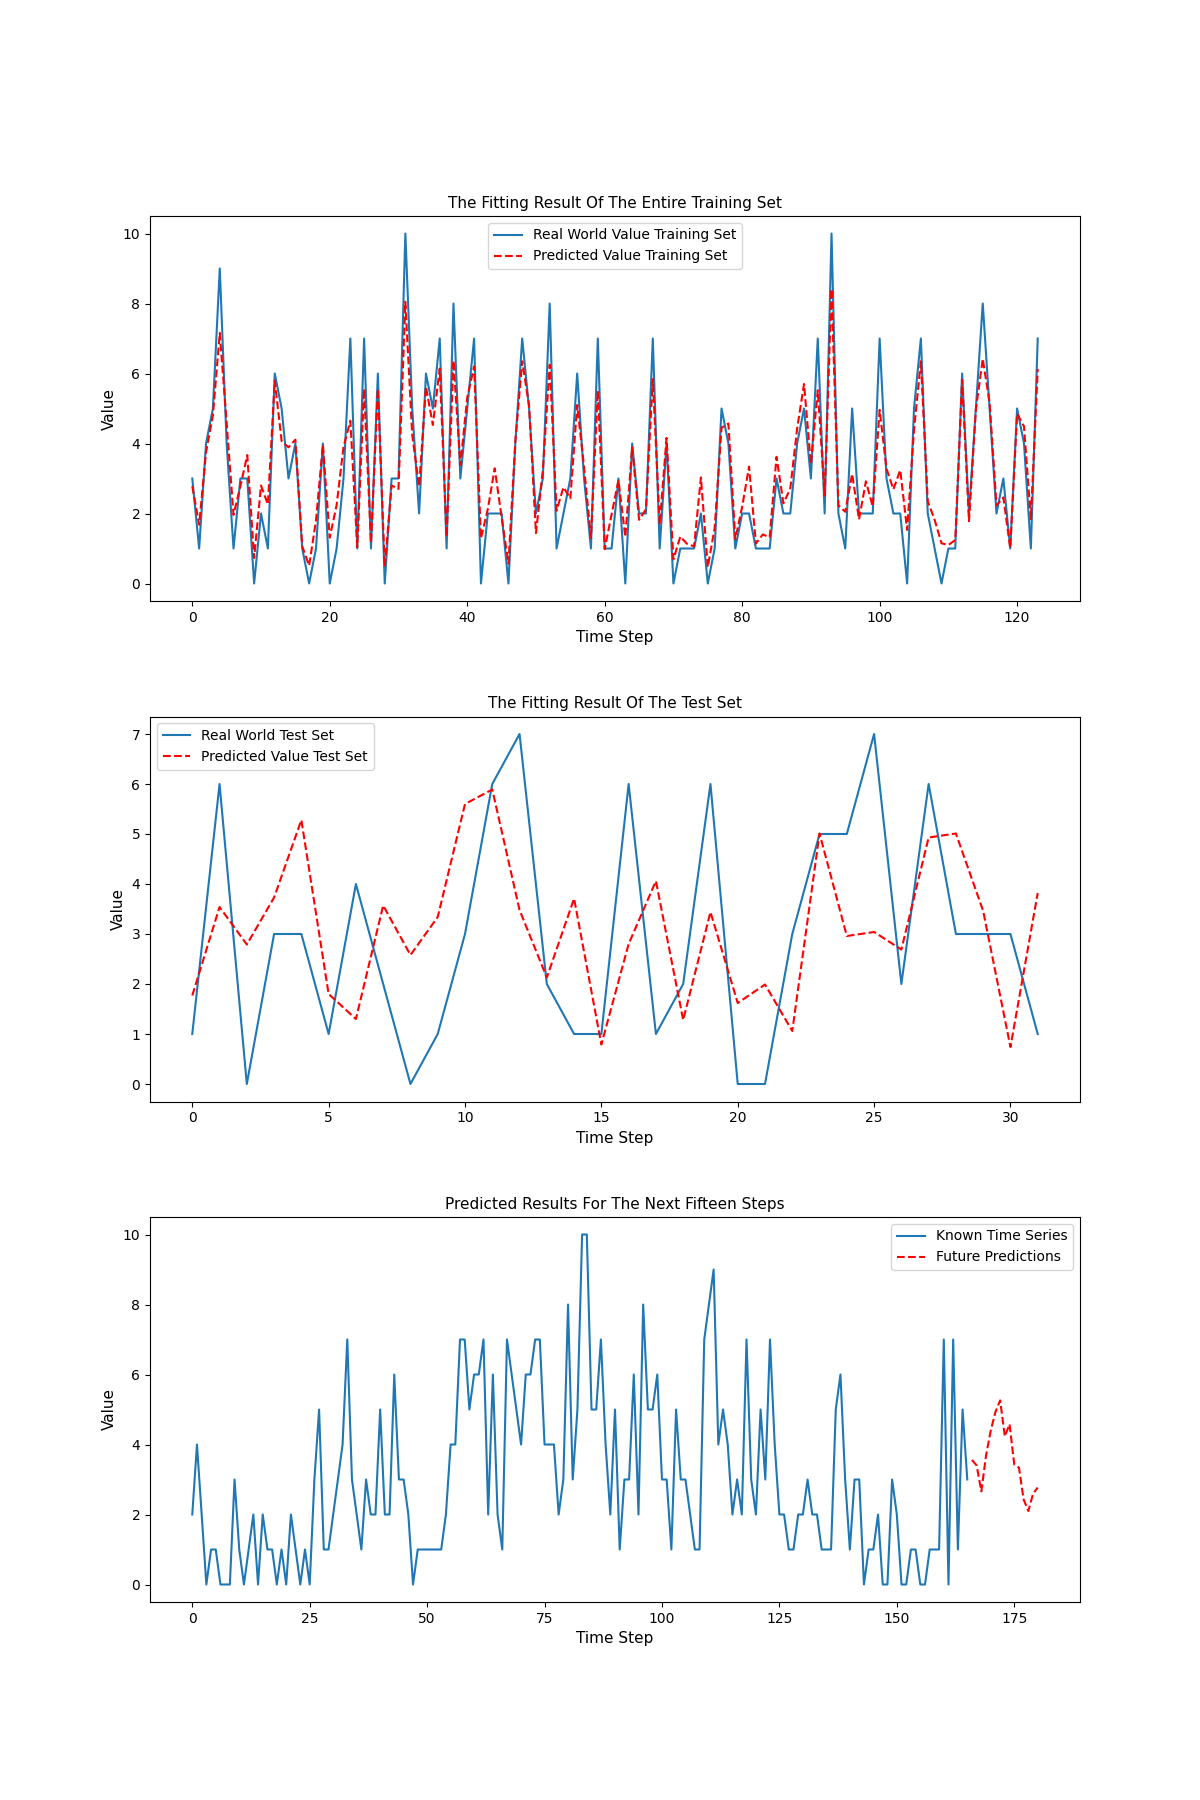 The Fitting Result Of The Entire Training Set
Real World Value Training Set
Predicted Value Training Set
Value
10
8
6
4
2
0
0 20 40 60 80 100 120
Time Step
The Fitting Result Of The Test Set
Real World Test Set
Predicted Value Test Set
Value
7
6
5
4
3
2
1
0
0 5 10 15 20 25 30
Time Step
Predicted Results For The Next Fifteen Steps
Known Time Series
Future Predictions
Value
10
8
6
4
2
0
0 25 50 75 100 125 150 175
Time Step